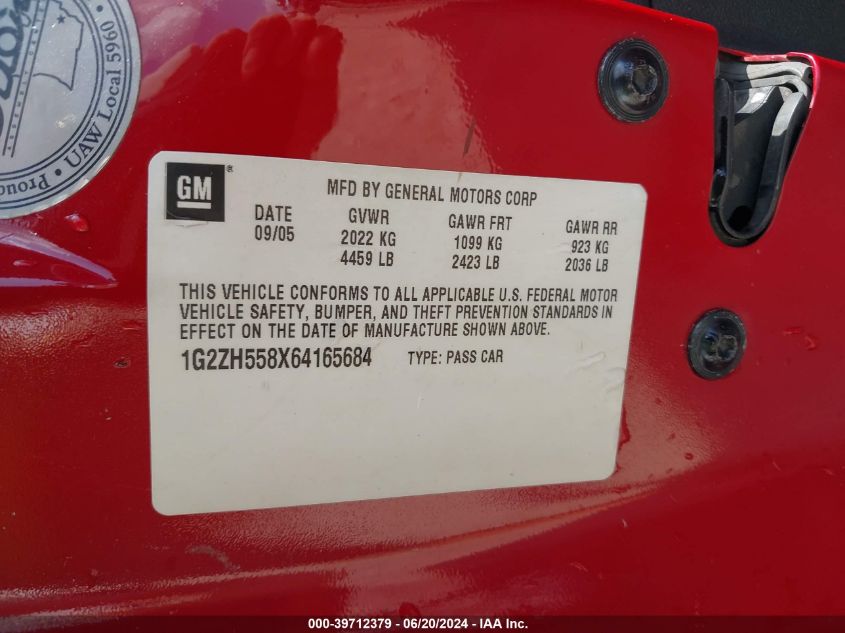 ASSEMBLY CENTER
Proudly
UAW Local 5960
GM
®
MFD BY GENERAL MOTORS CORP
DATE GVWR GAWR FRT GAWR RR
09/05 2022 KG 1099 KG 923 KG
4459 LB 2423 LB 2036 LB
THIS VEHICLE CONFORMS TO ALL APPLICABLE U.S. FEDERAL MOTOR
VEHICLE SAFETY, BUMPER, AND THEFT PREVENTION STANDARDS IN
EFFECT ON THE DATE OF MANUFACTURE SHOWN ABOVE.
1G2ZH558X64165684 TYPE: PASS CAR
000-39712379 - 06/20/2024 - IAA Inc.